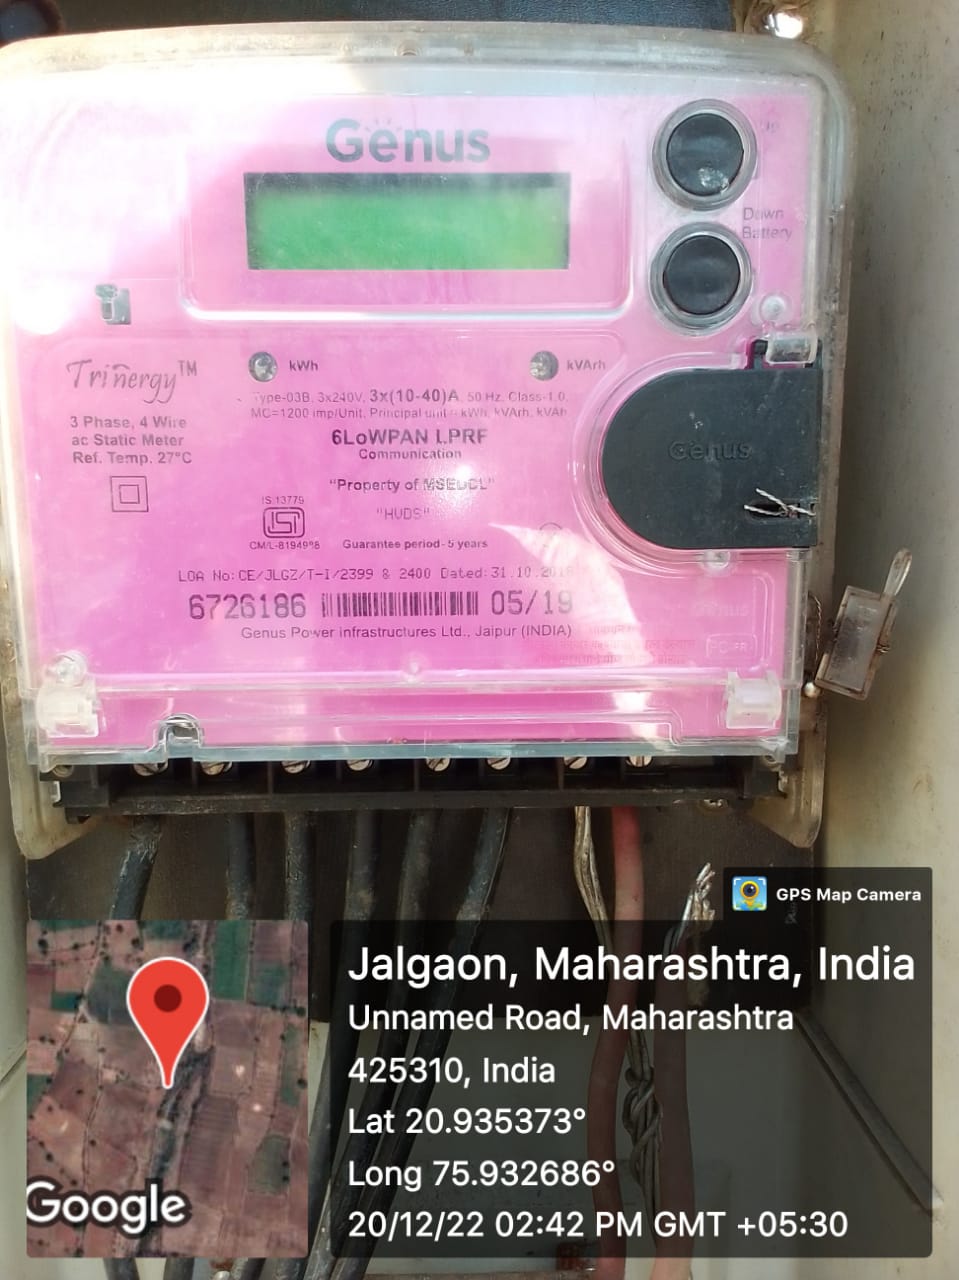 Genus
Up
Down
Battery
Trinergy™
kWh
kVArh
Type-03B, 3x240V, 3x(10-40)A, 50 Hz, Class-1.0,
MC=1200 imp/Unit, Principal unit - kWh, kVArh, kVAh
3 Phase, 4 Wire
ac Static Meter
Ref. Temp. 27°C
6LoWPAN LPRF
Communication
Genus
"Property of MSEDCL"
"HVDS"
IS 13779
CM/L-8194998
Guarantee period- 5 years
LOA No: CE/JLGZ/T-I/2399 & 2400 Dated: 31.10.2018
6726186 05/19
Genus Power infrastructures Ltd., Jaipur (INDIA)
Genus
GPS Map Camera
Jalgaon, Maharashtra, India
Unnamed Road, Maharashtra
425310, India
Lat 20.935373°
Long 75.932686°
20/12/22 02:42 PM GMT +05:30
Google